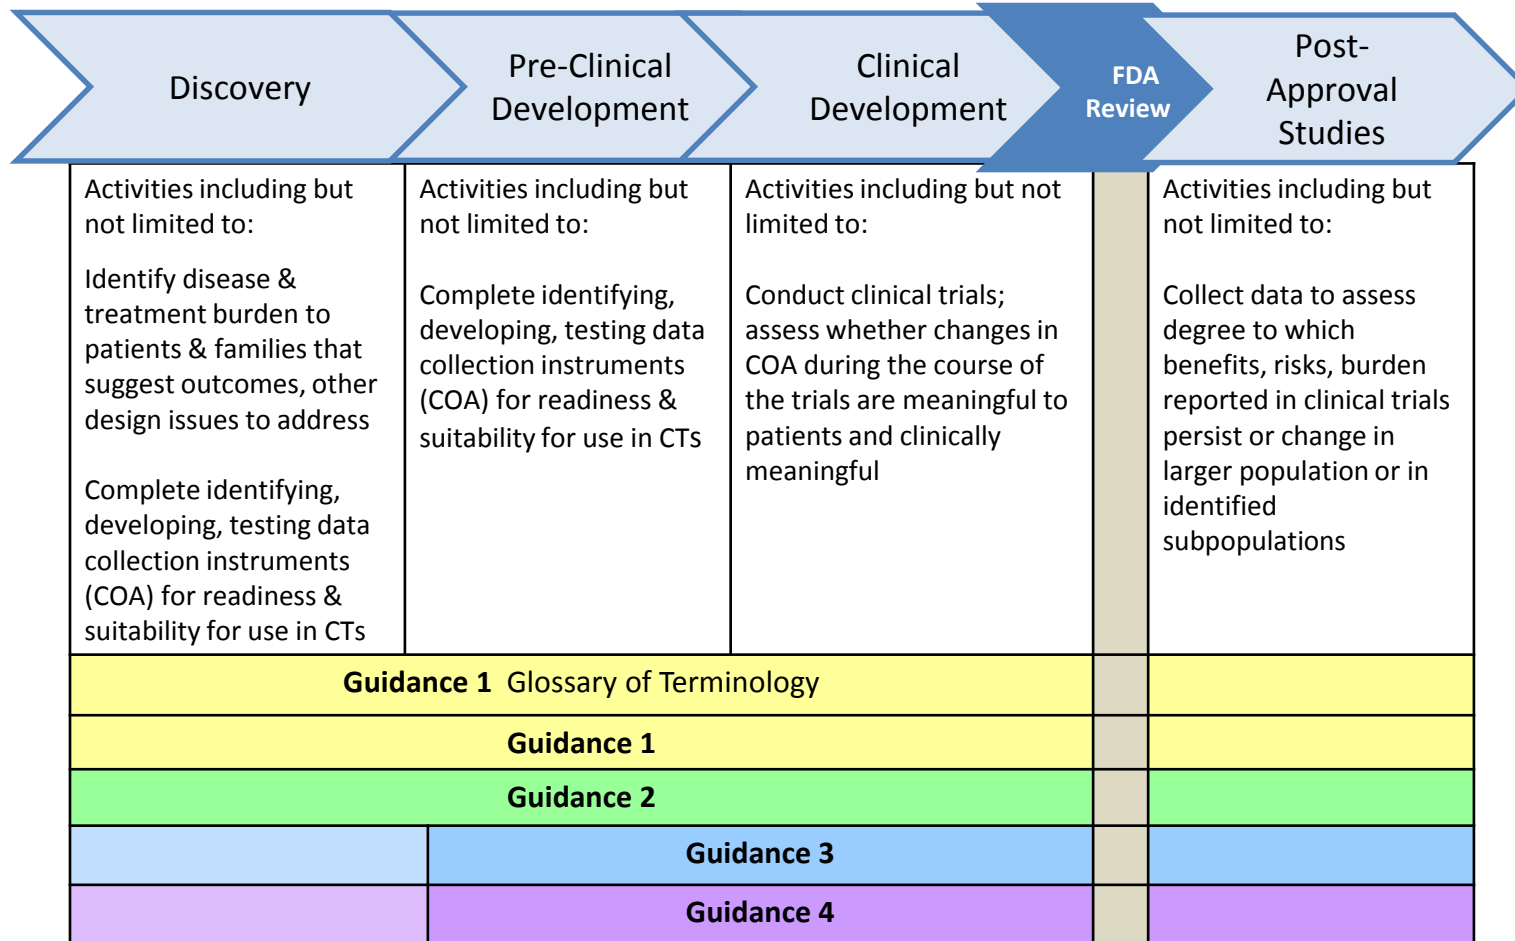 Discovery
Pre-Clinical
Development
Clinical
Development
FDA
Review
Post-
Approval
Studies
Activities including but
not limited to:
Identify disease &
treatment burden to
patients & families that
suggest outcomes, other
design issues to address
Complete identifying,
developing, testing data
collection instruments
(COA) for readiness &
suitability for use in CTs
Activities including but
not limited to:
Complete identifying,
developing, testing data
collection instruments
(COA) for readiness &
suitability for use in CTs
Activities including but not
limited to:
Conduct clinical trials;
assess whether changes in
COA during the course of
the trials are meaningful to
patients and clinically
meaningful
Activities including but
not limited to:
Collect data to assess
degree to which
benefits, risks, burden
reported in clinical trials
persist or change in
larger population or in
identified
subpopulations
Guidance 1 Glossary of Terminology
Guidance 1
Guidance 2
Guidance 3
Guidance 4